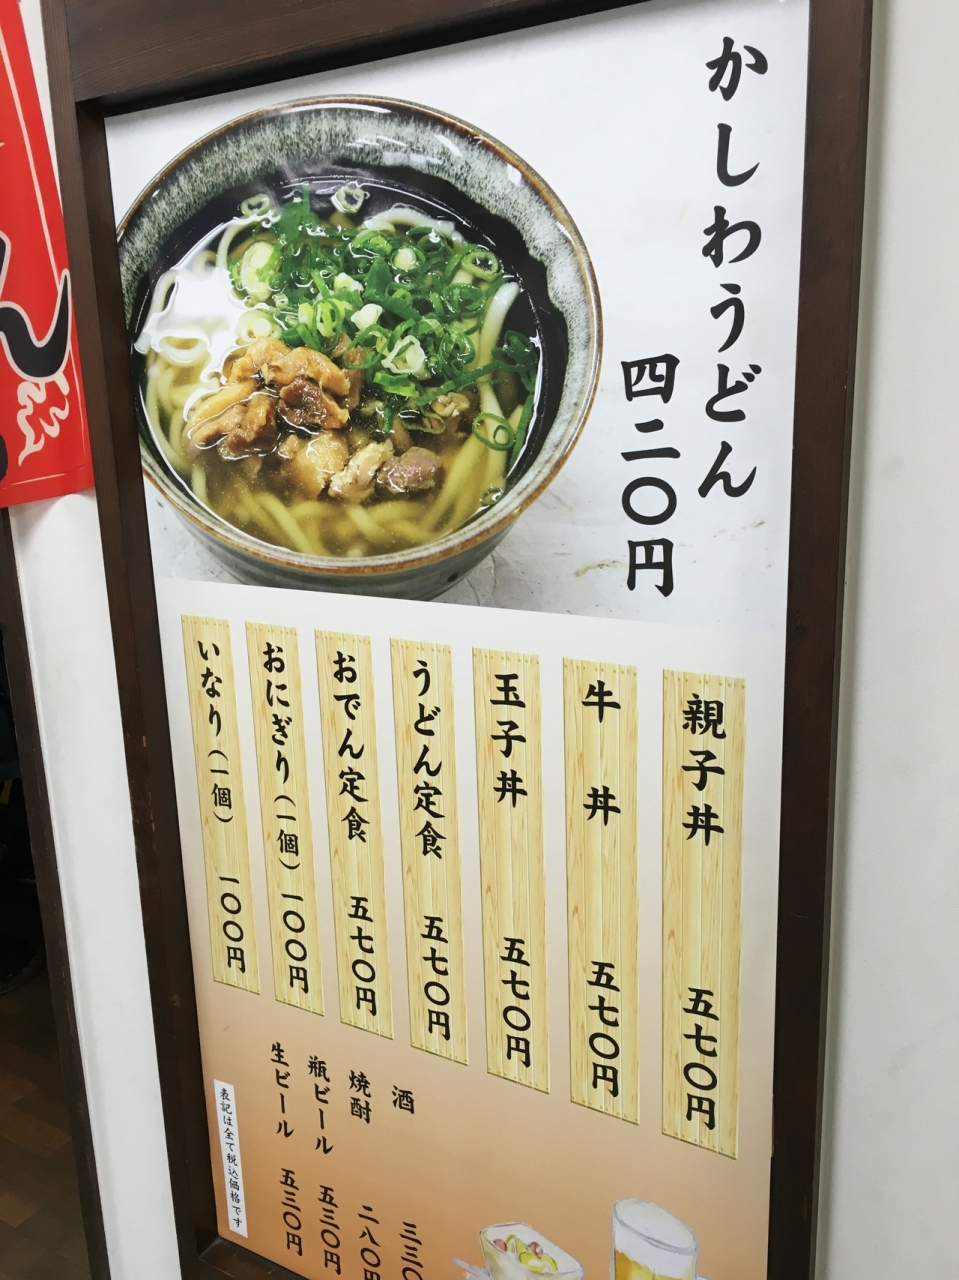 かしわうどん
四二〇円
親子丼 五七〇円
牛丼 五七〇円
玉子丼 五七〇円
うどん定食 五七〇円
おでん定食 五七〇円
おにぎり(一個) 一〇〇円
いなり(一個) 一〇〇円
酒 三三〇
焼酎 二八〇円
瓶ビール 五三〇円
生ビール 五三〇円
表記は全て税込価格です
ん